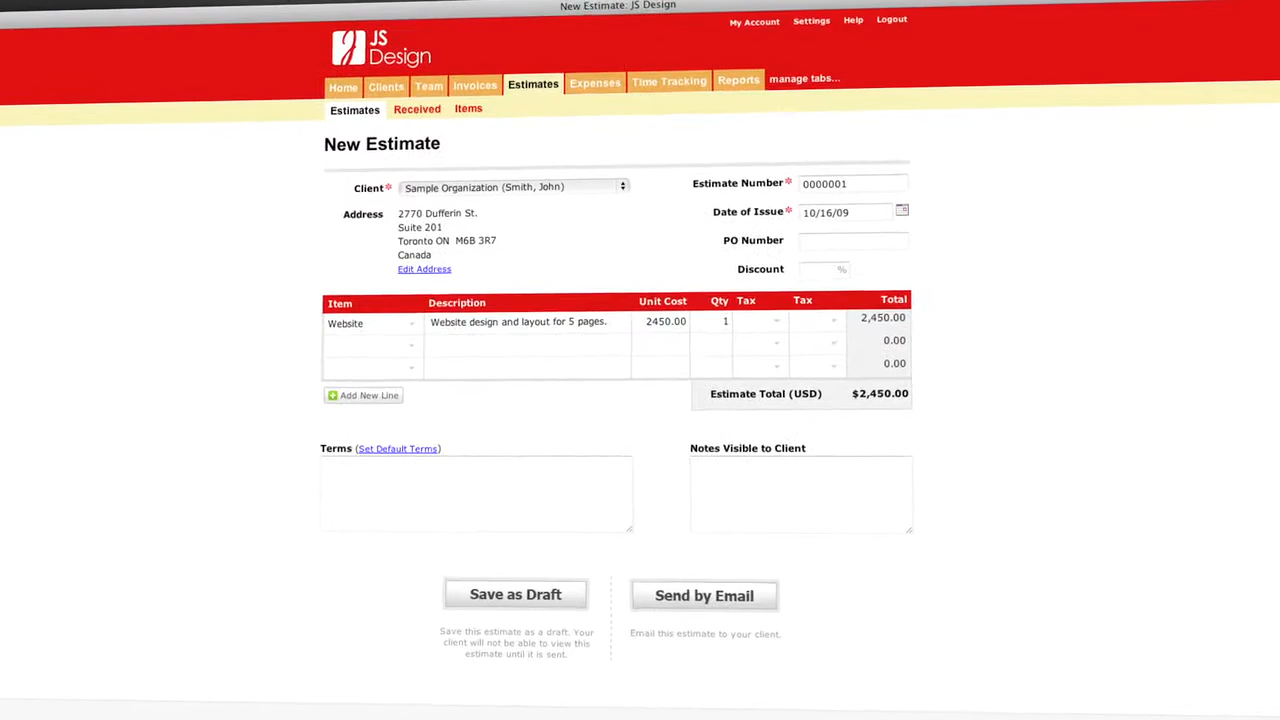 New Estimate: JS Design
My Account Settings Help Logout
JS
Design
Home Clients Team Invoices Estimates Expenses Time Tracking Reports manage tabs...
Estimates Received Items
New Estimate
Client* Sample Organization (Smith, John)
Estimate Number* 0000001
Address 2770 Dufferin St.
Suite 201
Toronto ON M6B 3R7
Canada
Edit Address
Date of Issue* 10/16/09
PO Number
Discount %
Item Description Unit Cost Qty Tax Tax Total
Website Website design and layout for 5 pages. 2450.00 1 2,450.00
0.00
0.00
Add New Line
Estimate Total (USD) $2,450.00
Terms (Set Default Terms)
Notes Visible to Client
Save as Draft
Send by Email
Save this estimate as a draft. Your
client will not be able to view this
estimate until it is sent.
Email this estimate to your client.